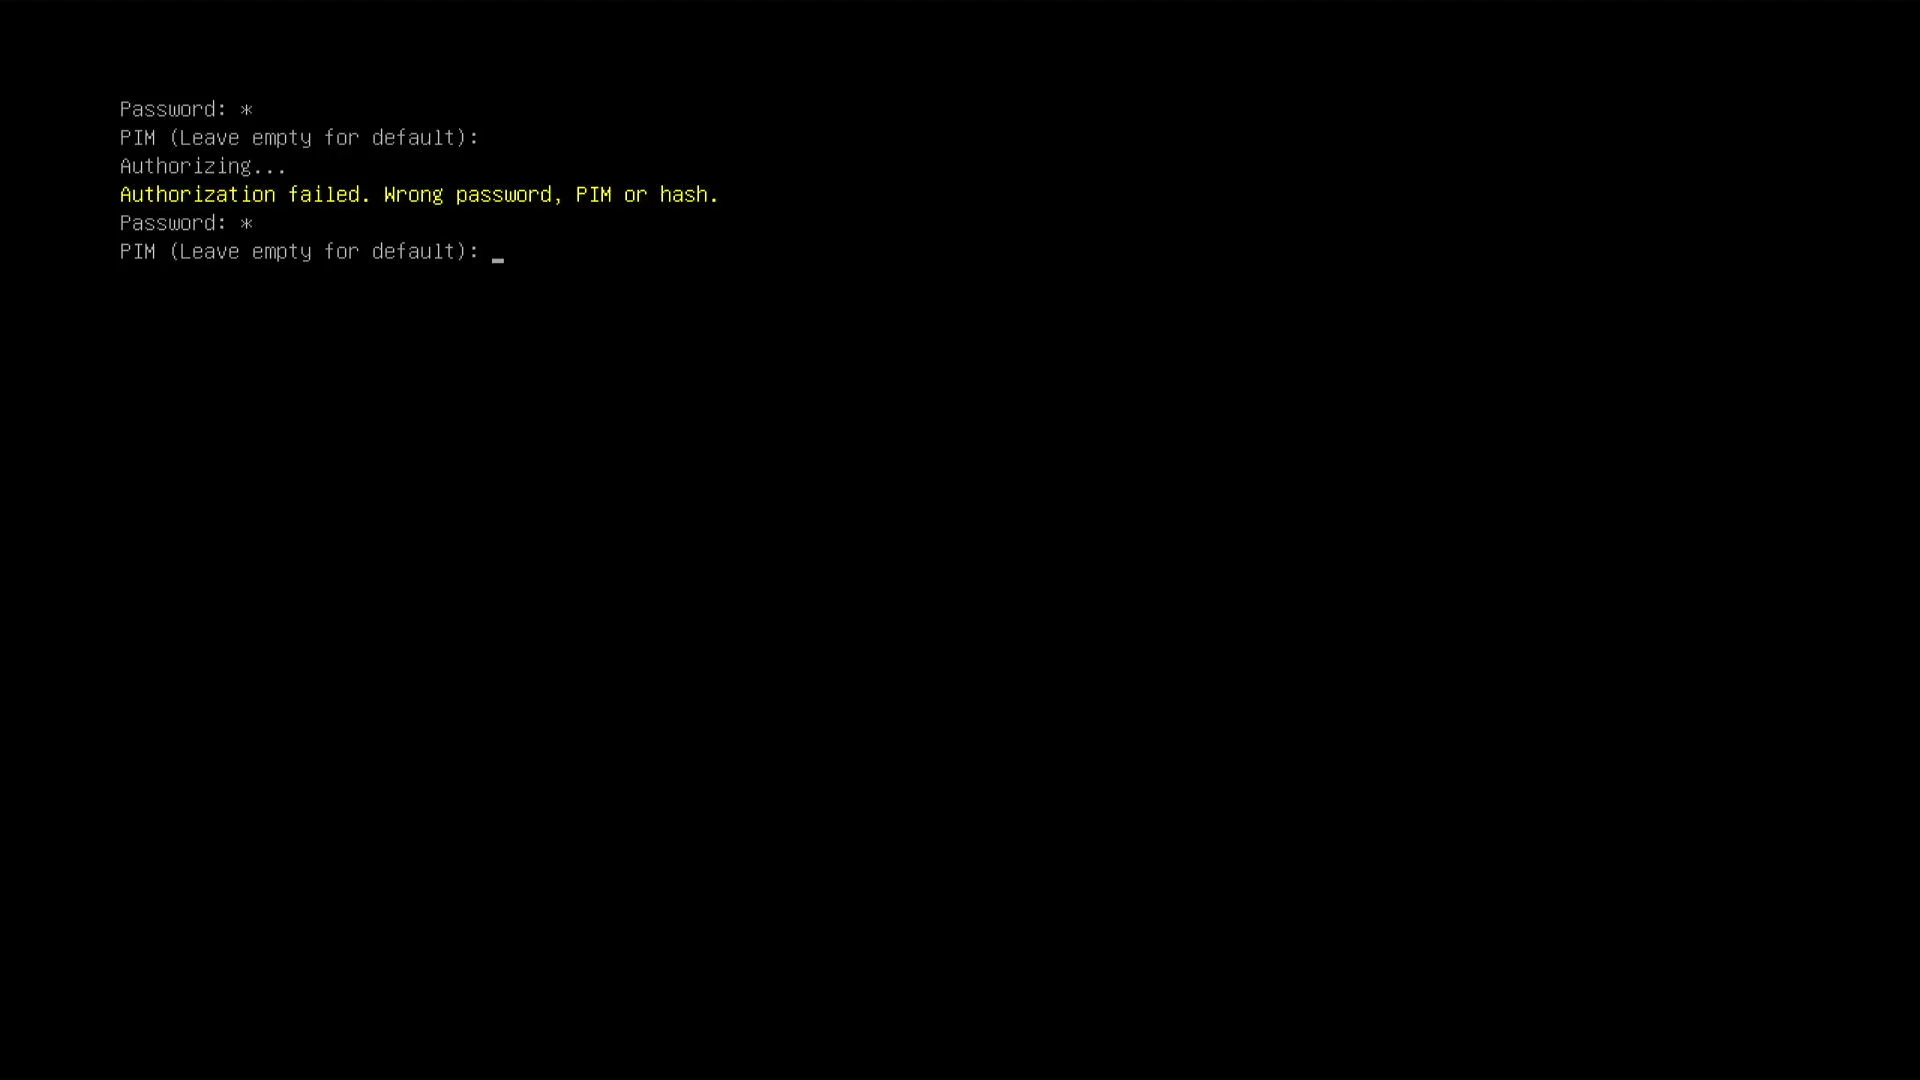 Password: *
PIM (Leave empty for default):
Authorizing...
Authorization failed. Wrong password, PIM or hash.
Password: *
PIM (Leave empty for default): _